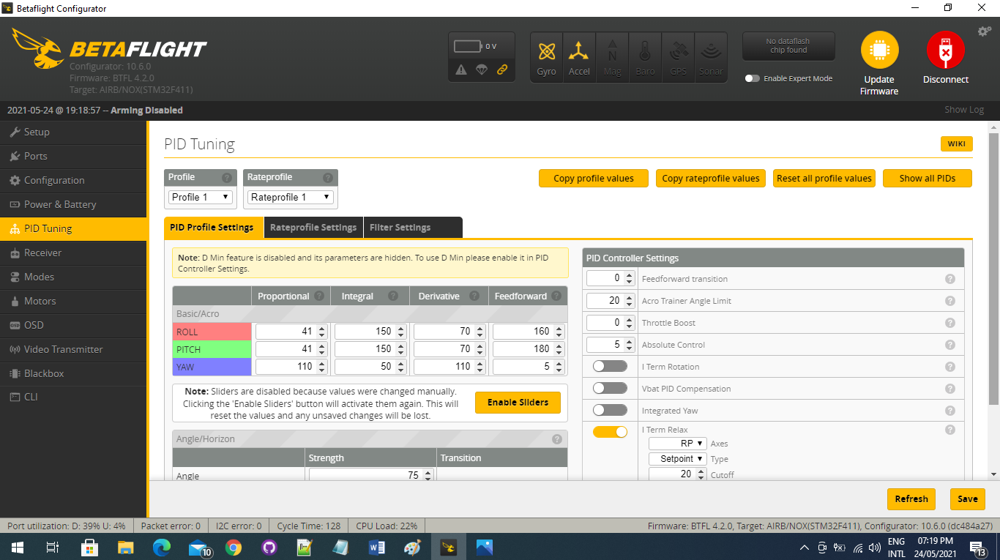 Betaflight Configurator
BETAFLIGHT
Configurator: 10.6.0
Firmware: BTFL 4.2.0
Target: AIRB/NOX(STM32F411)
0 V
Gyro Accel Mag Baro GPS Sonar
No dataflash
chip found
Enable Expert Mode
Update
Firmware
Disconnect
2021-05-24 @ 19:18:57 -- Arming Disabled
Show Log
Setup
Ports
Configuration
Power & Battery
PID Tuning
Receiver
Modes
Motors
OSD
Video Transmitter
Blackbox
CLI
PID Tuning
WIKI
Profile
Profile 1
Rateprofile
Rateprofile 1
Copy profile values
Copy rateprofile values
Reset all profile values
Show all PIDs
PID Profile Settings
Rateprofile Settings
Filter Settings
Note: D Min feature is disabled and its parameters are hidden. To use D Min please enable it in PID
Controller Settings.
Proportional Integral Derivative Feedforward
Basic/Acro
ROLL 41 150 70 160
PITCH 41 150 70 180
YAW 110 50 110 5
Note: Sliders are disabled because values were changed manually.
Clicking the 'Enable Sliders' button will activate them again. This will
reset the values and any unsaved changes will be lost.
Enable Sliders
Angle/Horizon
Strength Transition
Angle 75
PID Controller Settings
0 Feedforward transition
20 Acro Trainer Angle Limit
0 Throttle Boost
5 Absolute Control
I Term Rotation
Vbat PID Compensation
Integrated Yaw
I Term Relax
RP Axes
Setpoint Type
20 Cutoff
Refresh
Save
Port utilization: D: 39% U: 4%
Packet error: 0
I2C error: 0
Cycle Time: 128
CPU Load: 22%
Firmware: BTFL 4.2.0, Target: AIRB/NOX(STM32F411), Configurator: 10.6.0 (dc484a27)
10
ENG
INTL
07:19 PM
24/05/2021
13